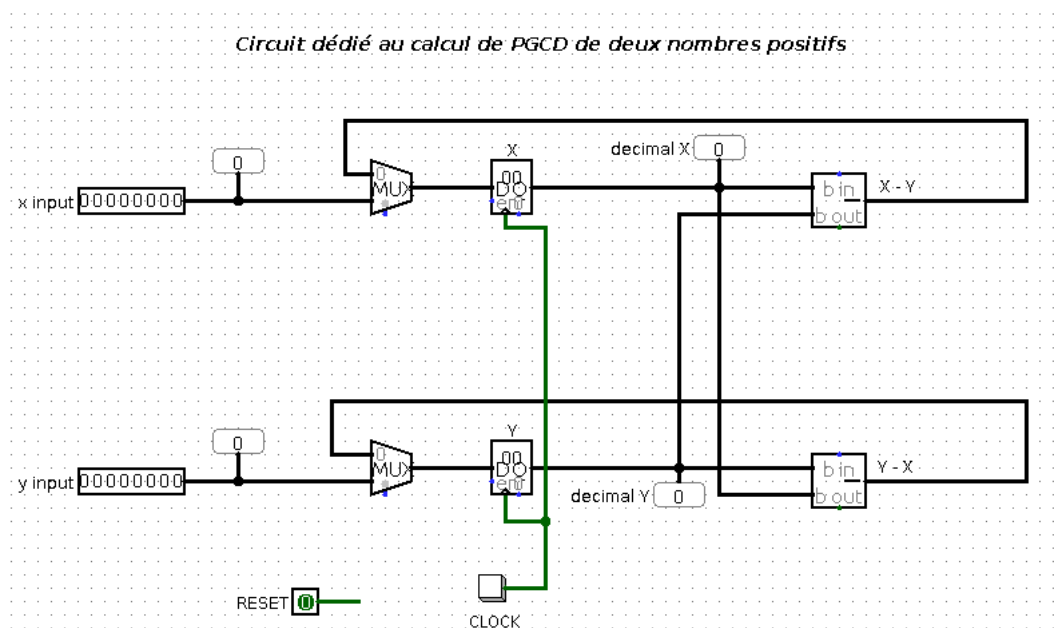 Circuit dédié au calcul de PGCD de deux nombres positifs
X
decimal X 0
0
0
MUX
00
D Q
en
b in
b out
X - Y
x input 00000000
0
Y
0
MUX
00
D Q
en
b in
b out
Y - X
y input 00000000
decimal Y 0
RESET 0
CLOCK